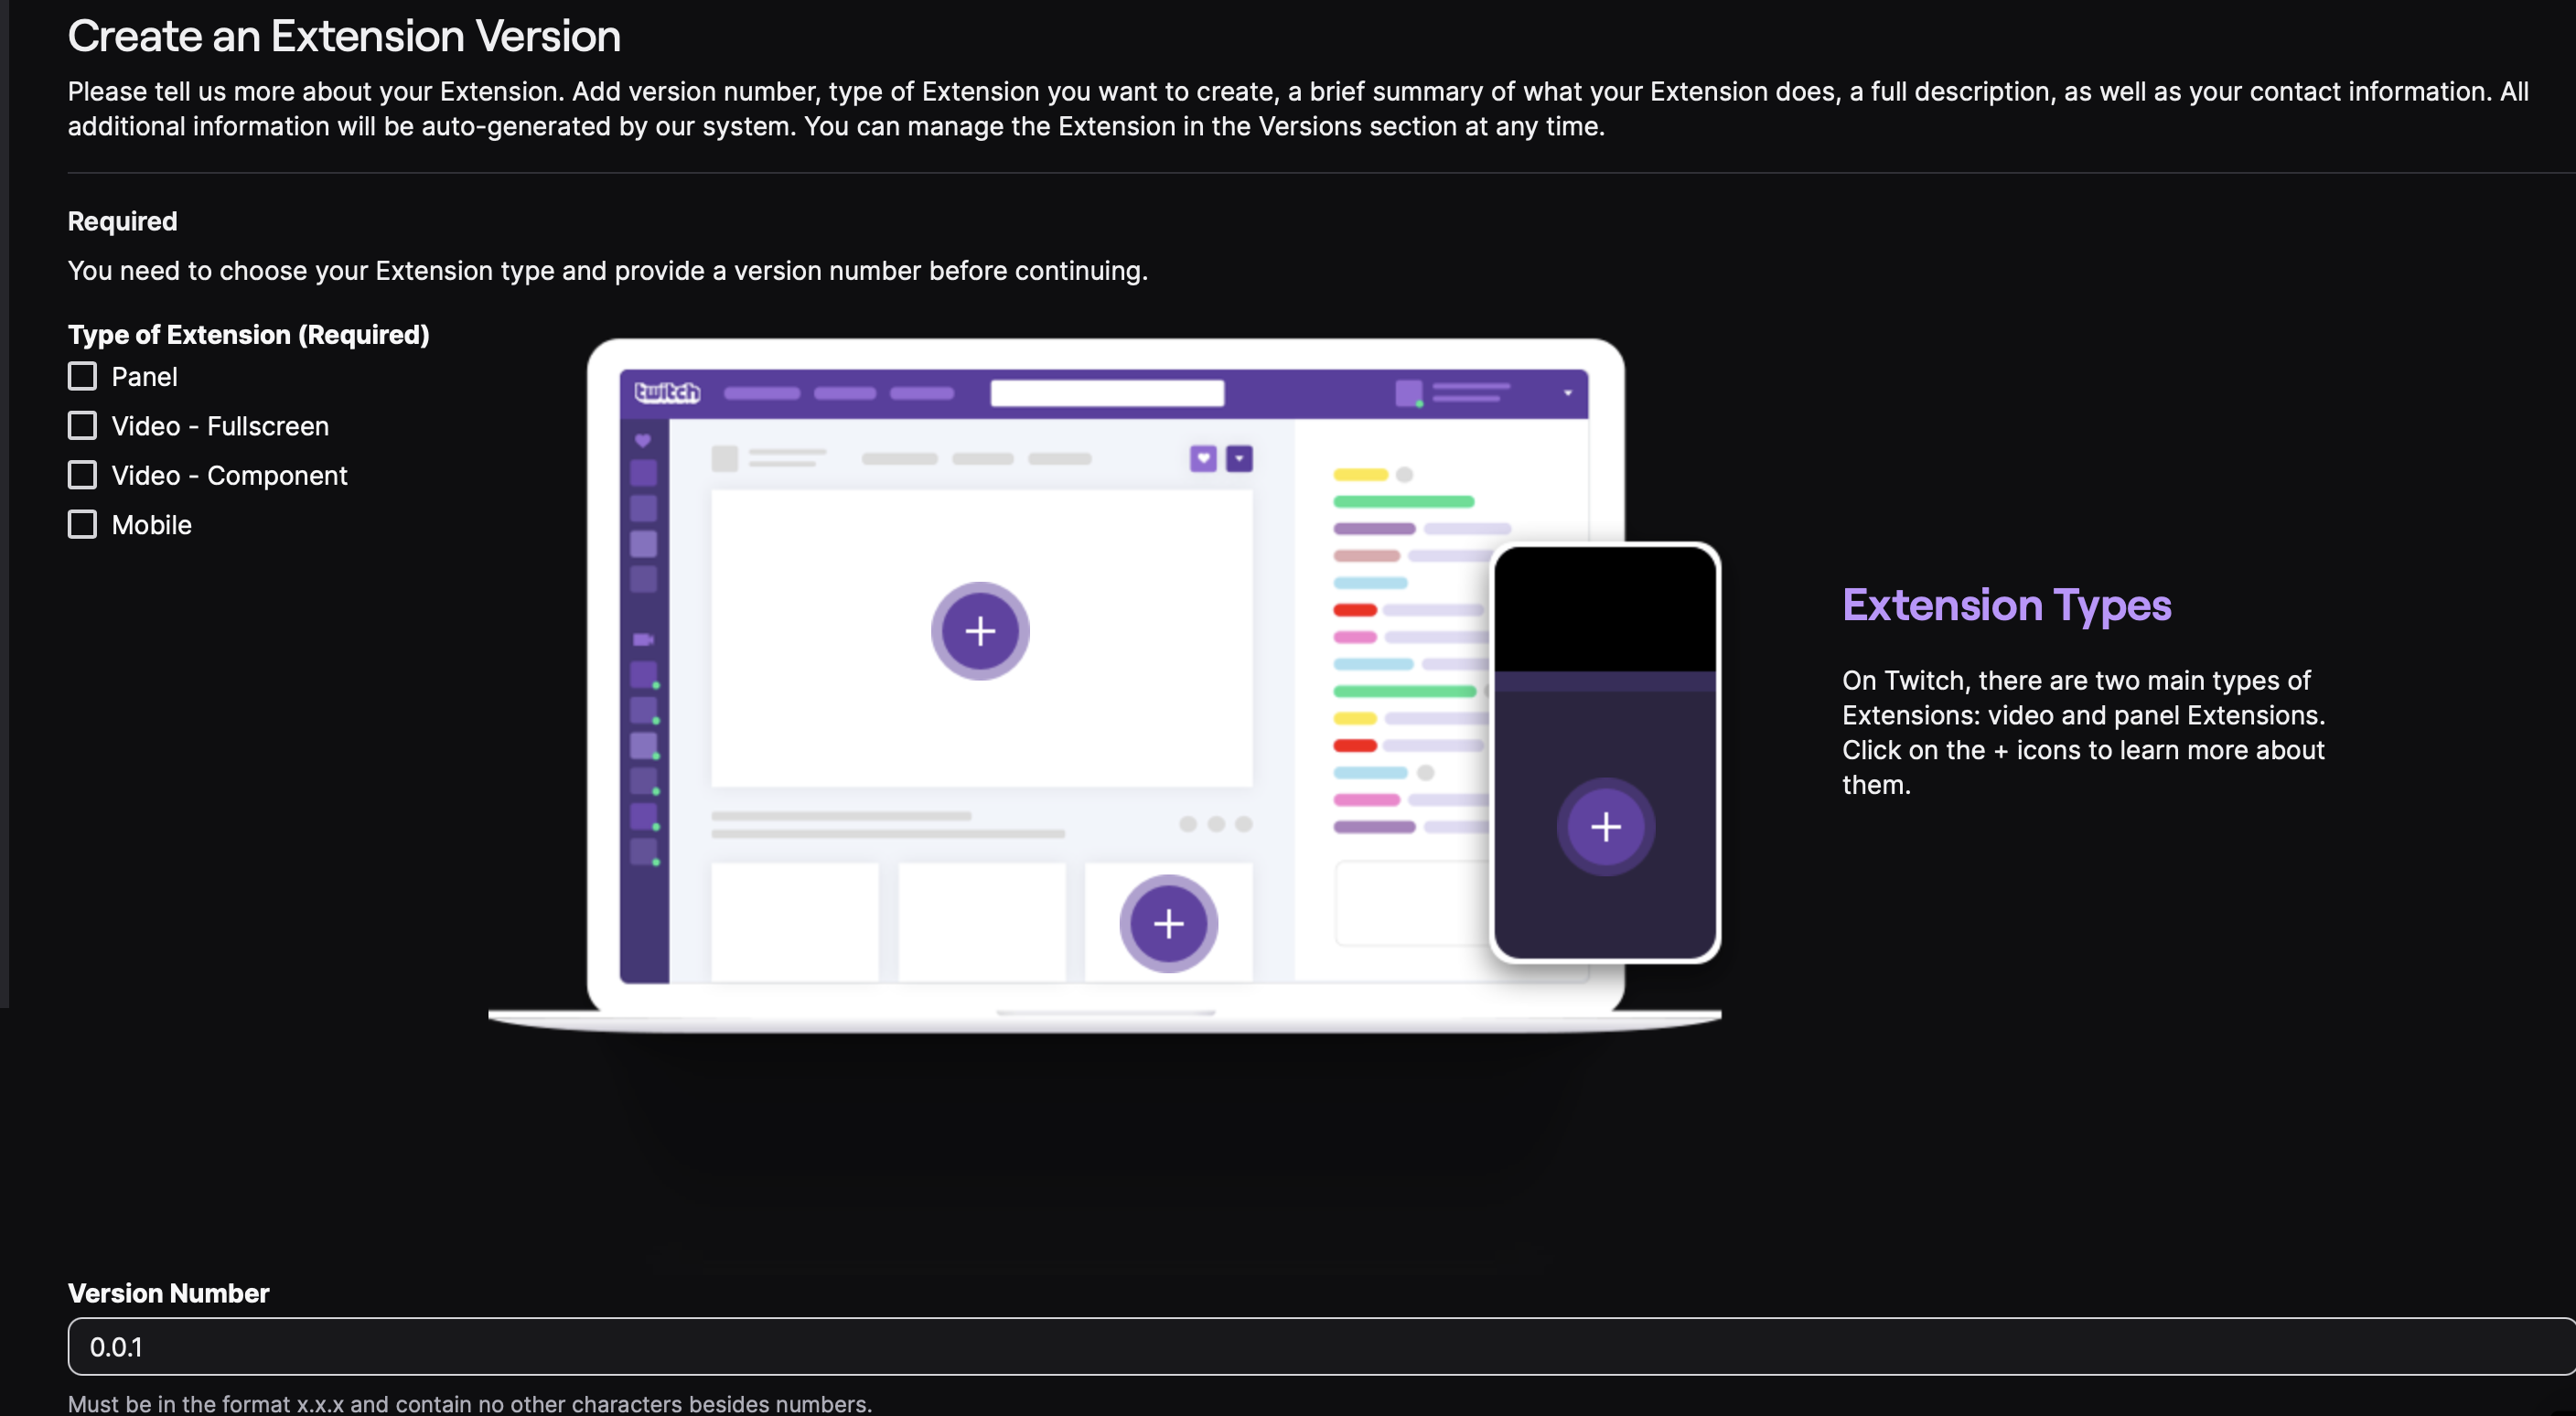 Create an Extension Version
Please tell us more about your Extension. Add version number, type of Extension you want to create, a brief summary of what your Extension does, a full description, as well as your contact information. All
additional information will be auto-generated by our system. You can manage the Extension in the Versions section at any time.
Required
You need to choose your Extension type and provide a version number before continuing.
Type of Extension (Required)
Panel
Video - Fullscreen
Video - Component
Mobile
twitch
Extension Types
On Twitch, there are two main types of
Extensions: video and panel Extensions.
Click on the + icons to learn more about
them.
Version Number
0.0.1
Must be in the format x.x.x and contain no other characters besides numbers.